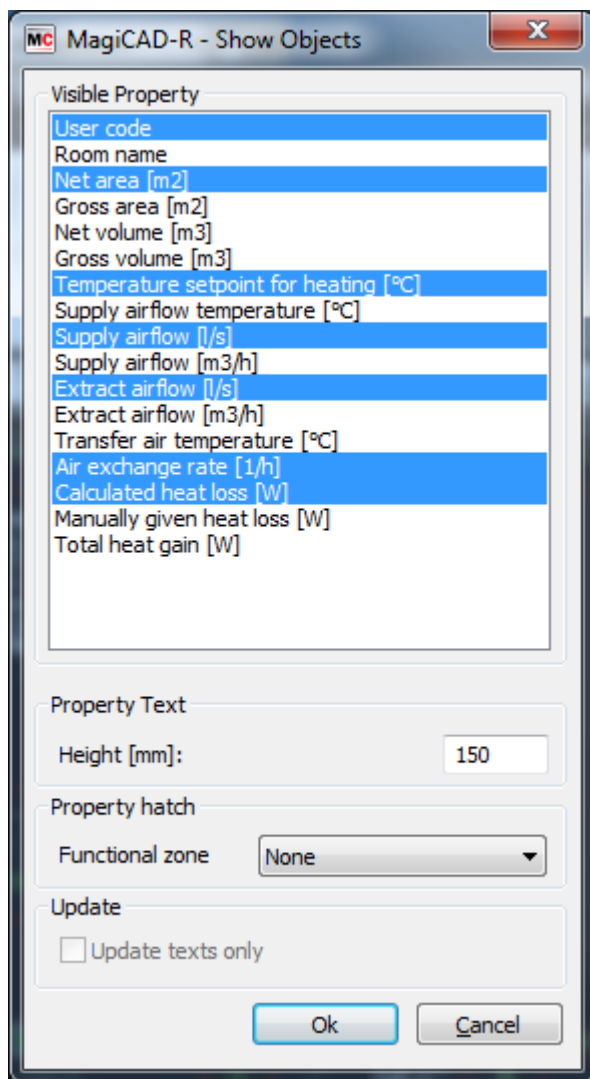 MC MagiCAD-R - Show Objects
X
Visible Property
User code
Room name
Net area [m2]
Gross area [m2]
Net volume [m3]
Gross volume [m3]
Temperature setpoint for heating [°C]
Supply airflow temperature [°C]
Supply airflow [l/s]
Supply airflow [m3/h]
Extract airflow [l/s]
Extract airflow [m3/h]
Transfer air temperature [°C]
Air exchange rate [1/h]
Calculated heat loss [W]
Manually given heat loss [W]
Total heat gain [W]
Property Text
Height [mm]: 150
Property hatch
Functional zone None
Update
Update texts only
Ok Cancel